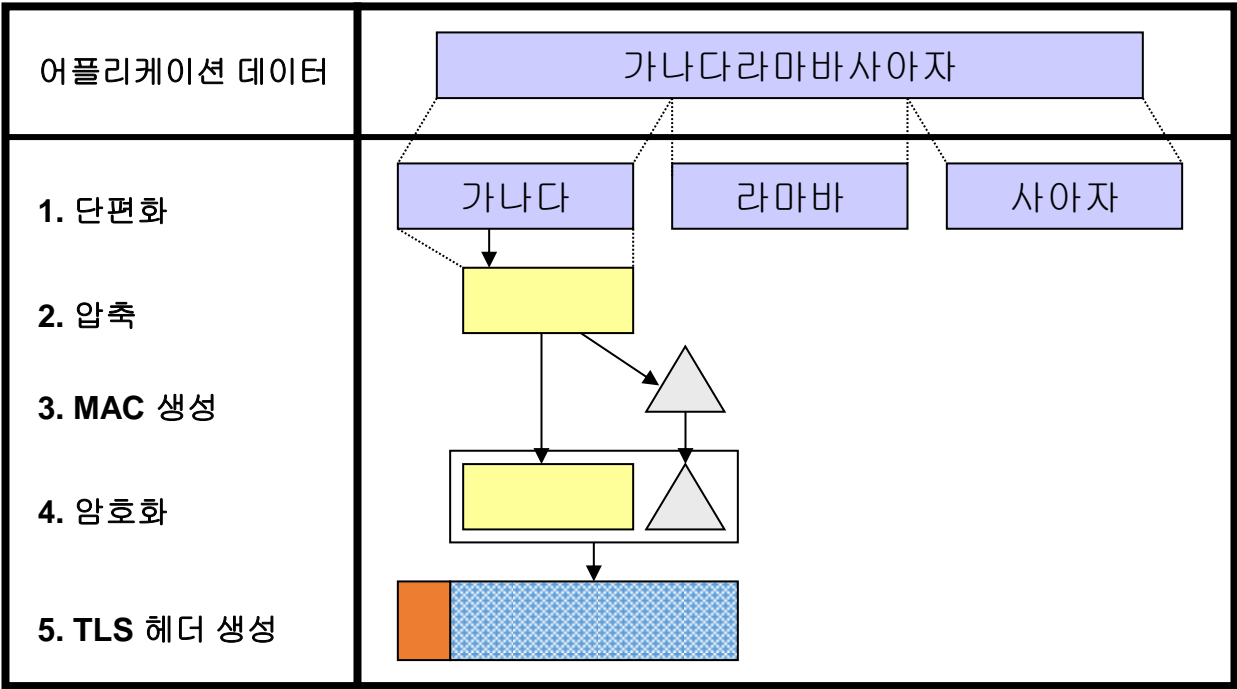 어플리케이션 데이터
가나다라마바사아자
1. 단편화
가나다
라마바
사아자
2. 압축
3. MAC 생성
4. 암호화
5. TLS 헤더 생성